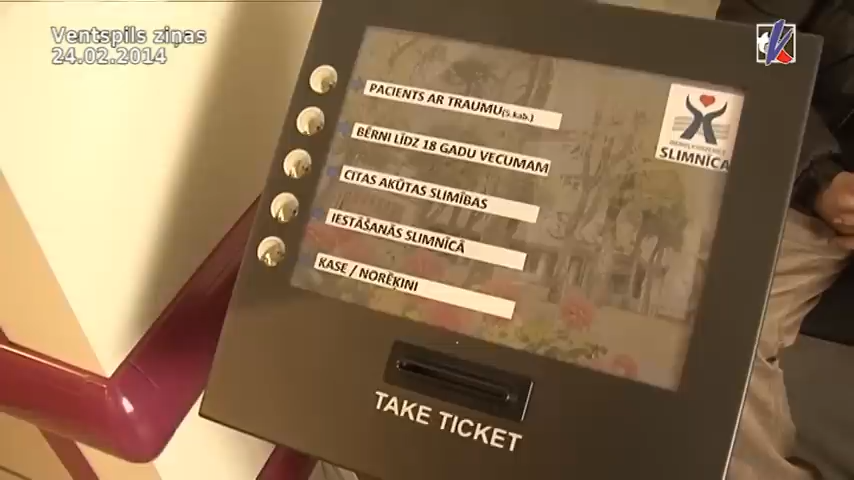 Ventspils ziņas
24.02.2014
PACIENTS AR TRAUMU(5.kab.)
BĒRNI LĪDZ 18 GADU VECUMAM
CITAS AKŪTAS SLIMĪBAS
IESTĀŠANĀS SLIMNĪCĀ
KASE / NORĒĶINI
SLIMNĪCA
TAKE TICKET